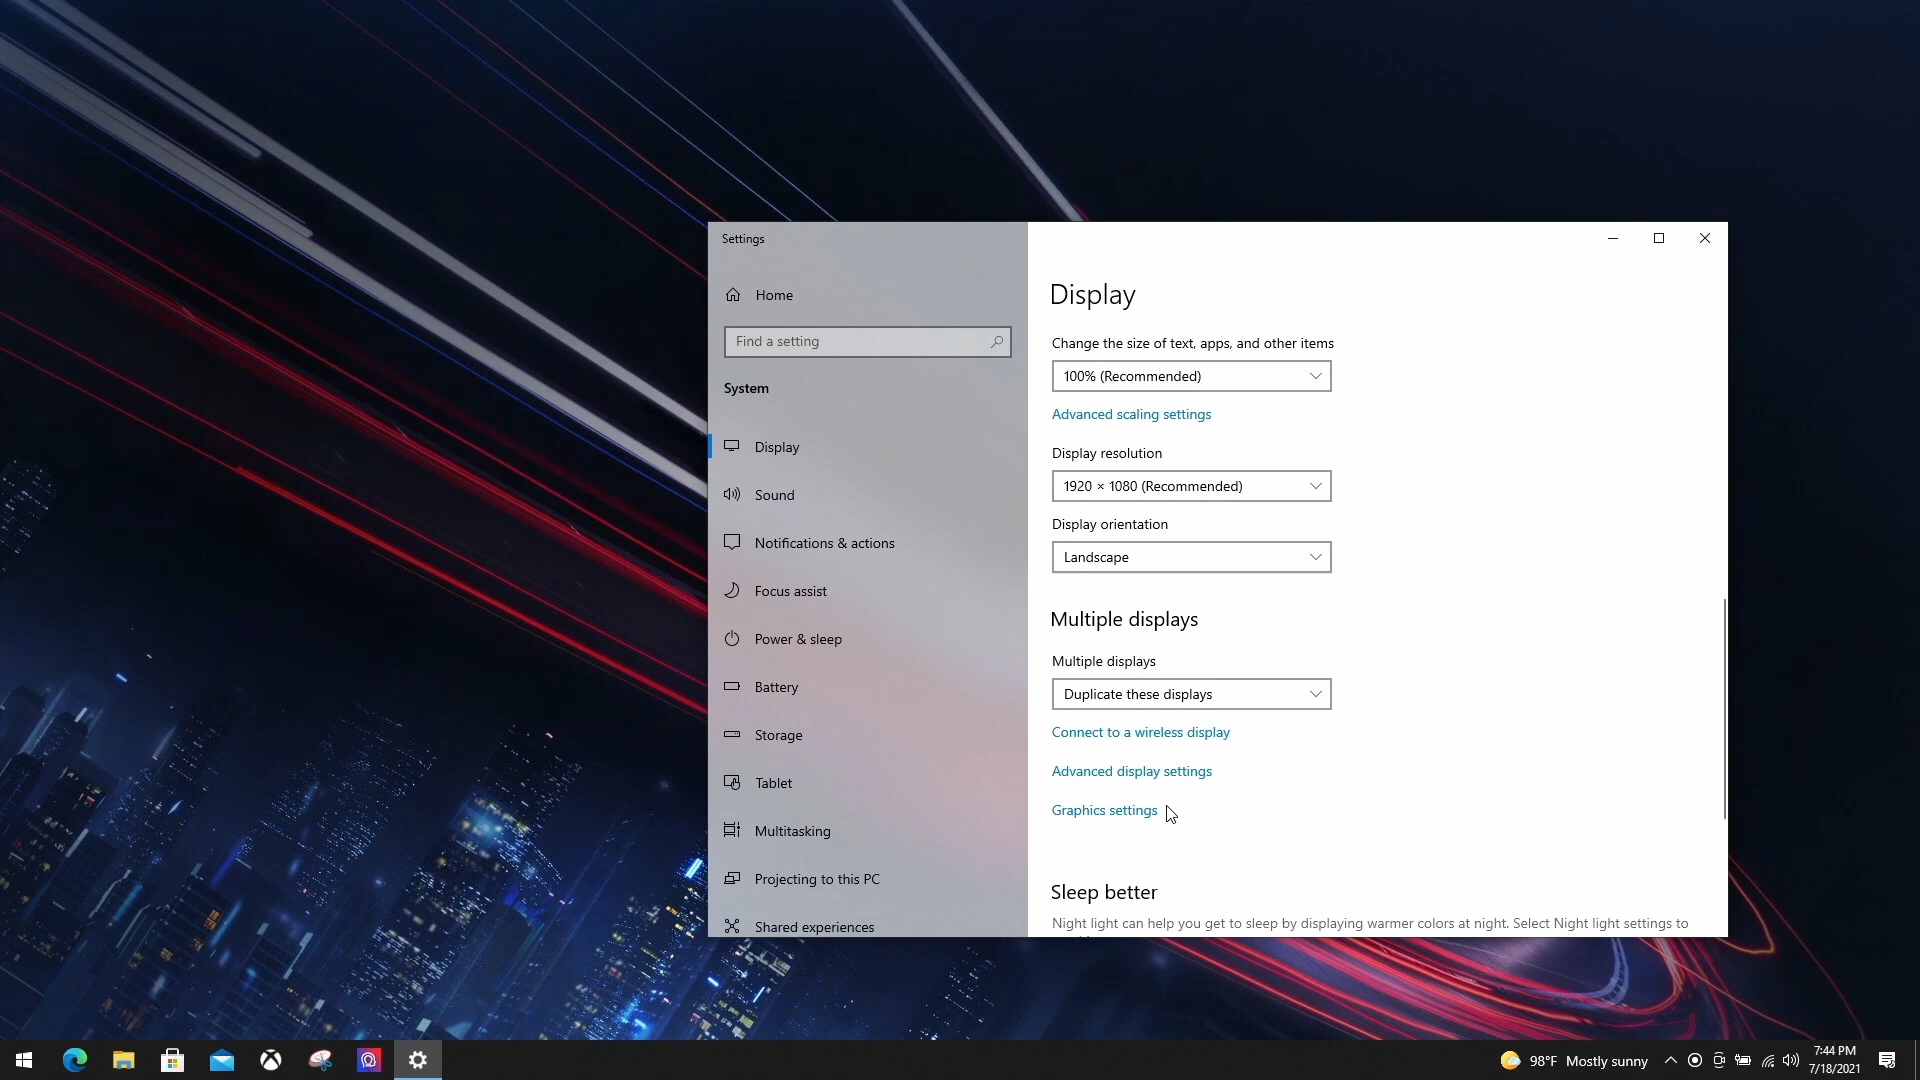 Settings
Home
Find a setting
System
Display
Sound
Notifications & actions
Focus assist
Power & sleep
Battery
Storage
Tablet
Multitasking
Projecting to this PC
Shared experiences
Display
Change the size of text, apps, and other items
100% (Recommended)
Advanced scaling settings
Display resolution
1920 × 1080 (Recommended)
Display orientation
Landscape
Multiple displays
Multiple displays
Duplicate these displays
Connect to a wireless display
Advanced display settings
Graphics settings
Sleep better
Night light can help you get to sleep by displaying warmer colors at night. Select Night light settings to
98°F Mostly sunny
7:44 PM
7/18/2021